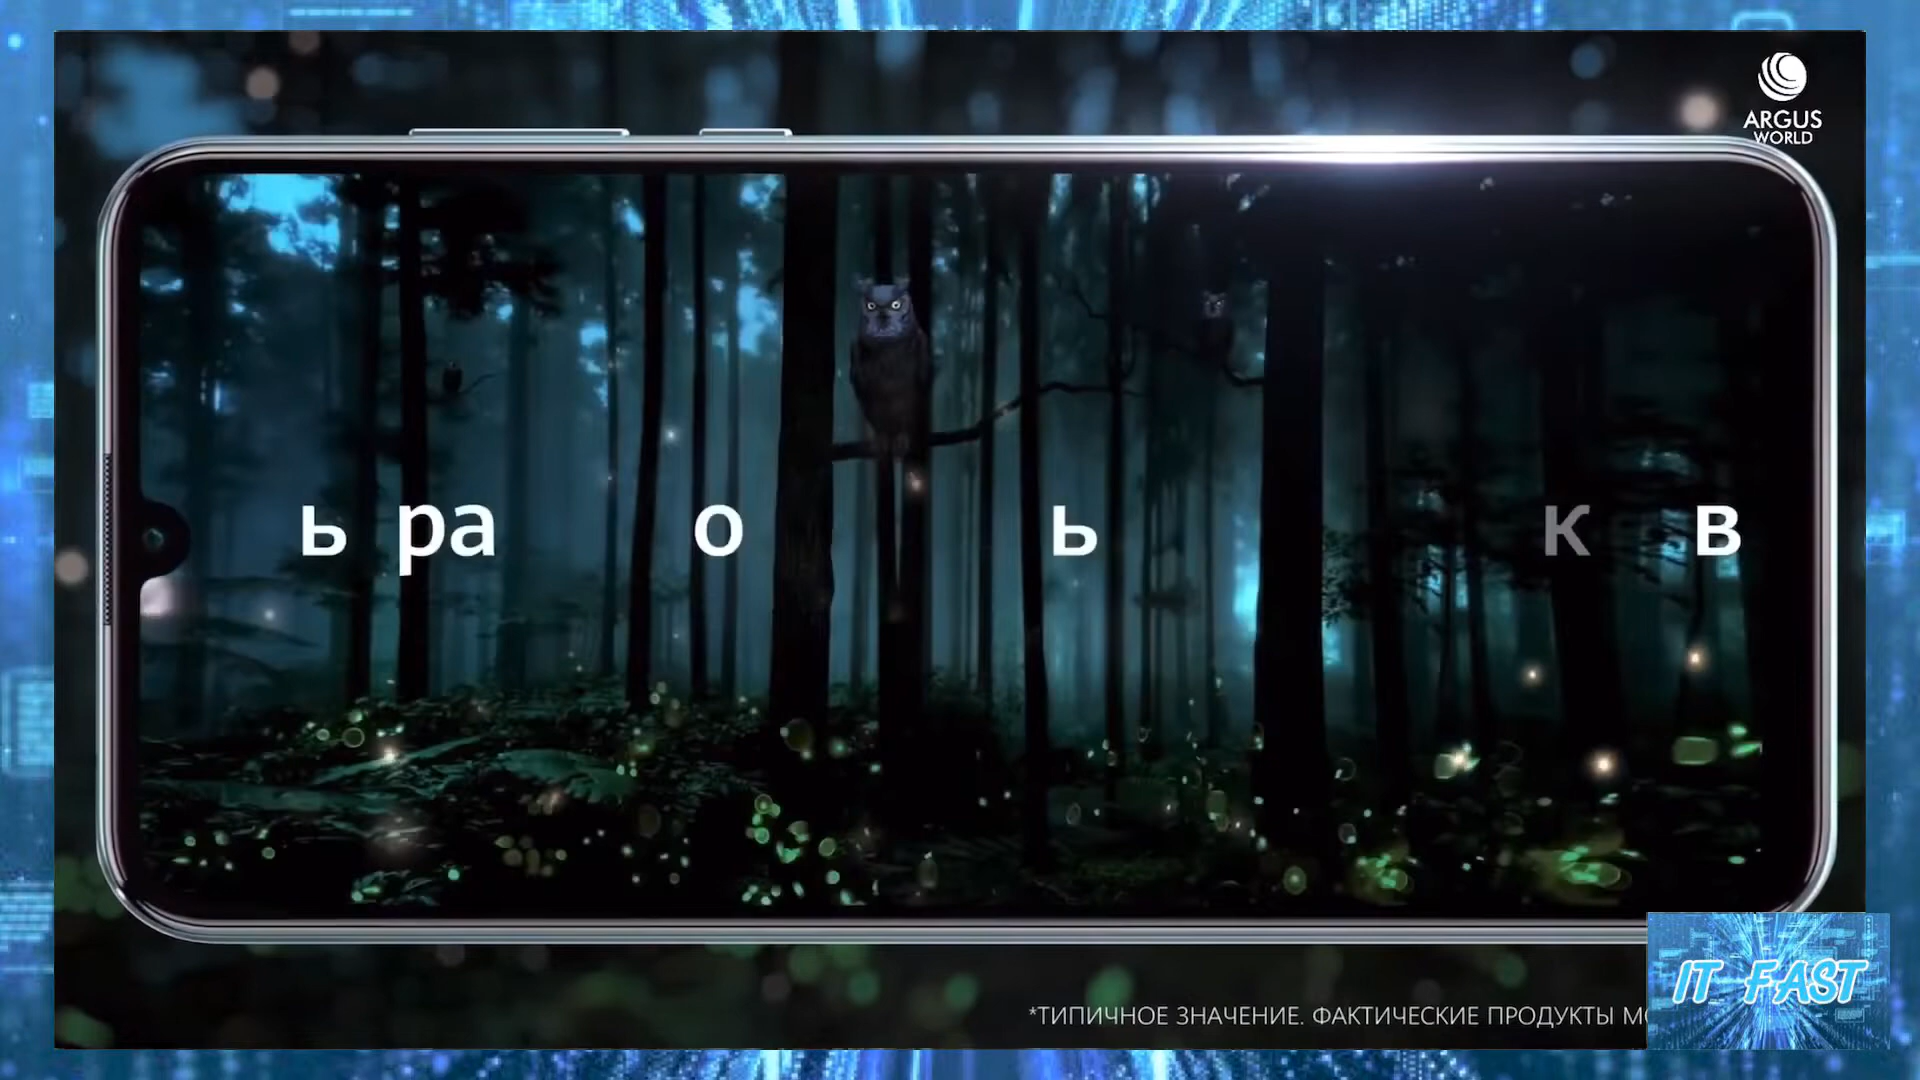 ARGUS
WORLD
ь ра о ь к в
*ТИПИЧНОЕ ЗНАЧЕНИЕ. ФАКТИЧЕСКИЕ ПРОДУКТЫ
IT FAST